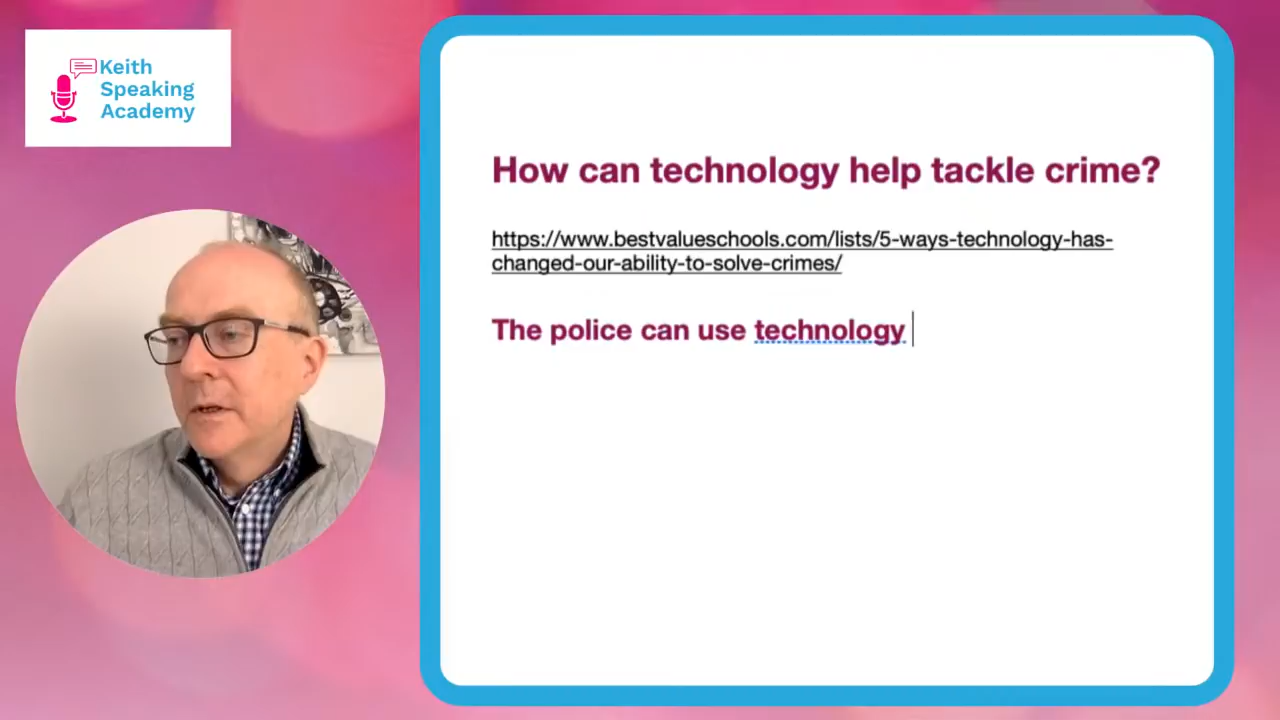 Keith
Speaking
Academy
How can technology help tackle crime?
https://www.bestvalueschools.com/lists/5-ways-technology-has-
changed-our-ability-to-solve-crimes/
The police can use technology